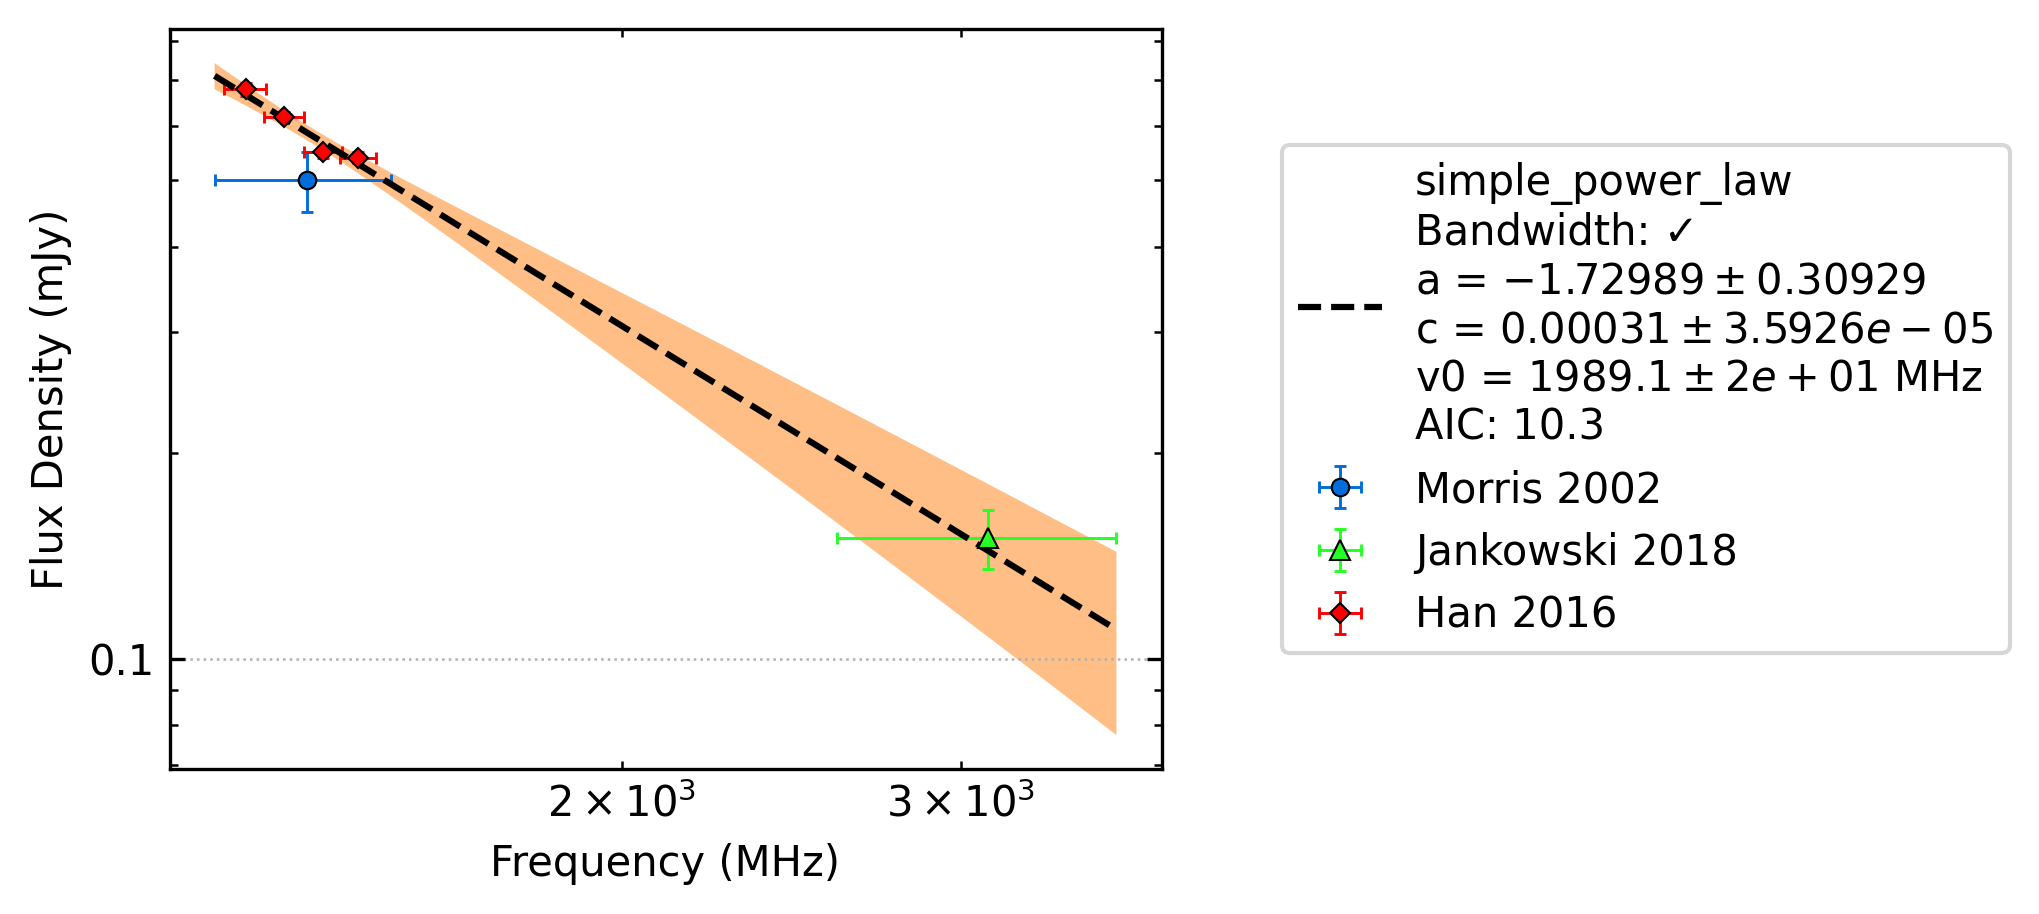 Flux Density (mJy)
0.1
2 × 10³
3 × 10³
Frequency (MHz)
simple_power_law
Bandwidth: ✓
a = −1.72989 ± 0.30929
c = 0.00031 ± 3.5926e − 05
v0 = 1989.1 ± 2e + 01 MHz
AIC: 10.3
Morris 2002
Jankowski 2018
Han 2016